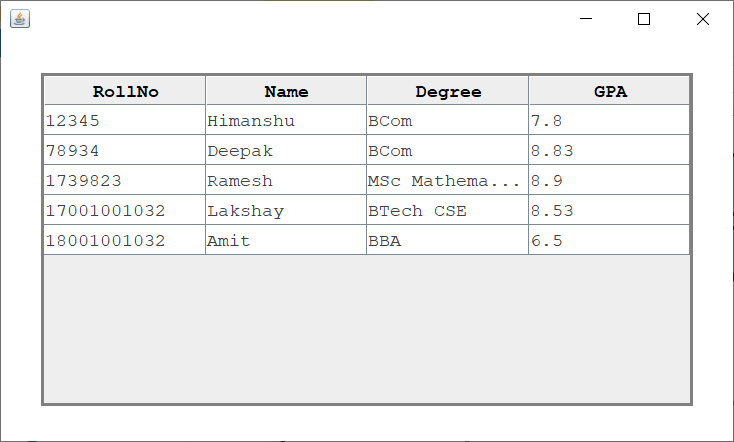 RollNo Name Degree GPA
12345 Himanshu BCom 7.8
78934 Deepak BCom 8.83
1739823 Ramesh MSc Mathema... 8.9
17001001032 Lakshay BTech CSE 8.53
18001001032 Amit BBA 6.5